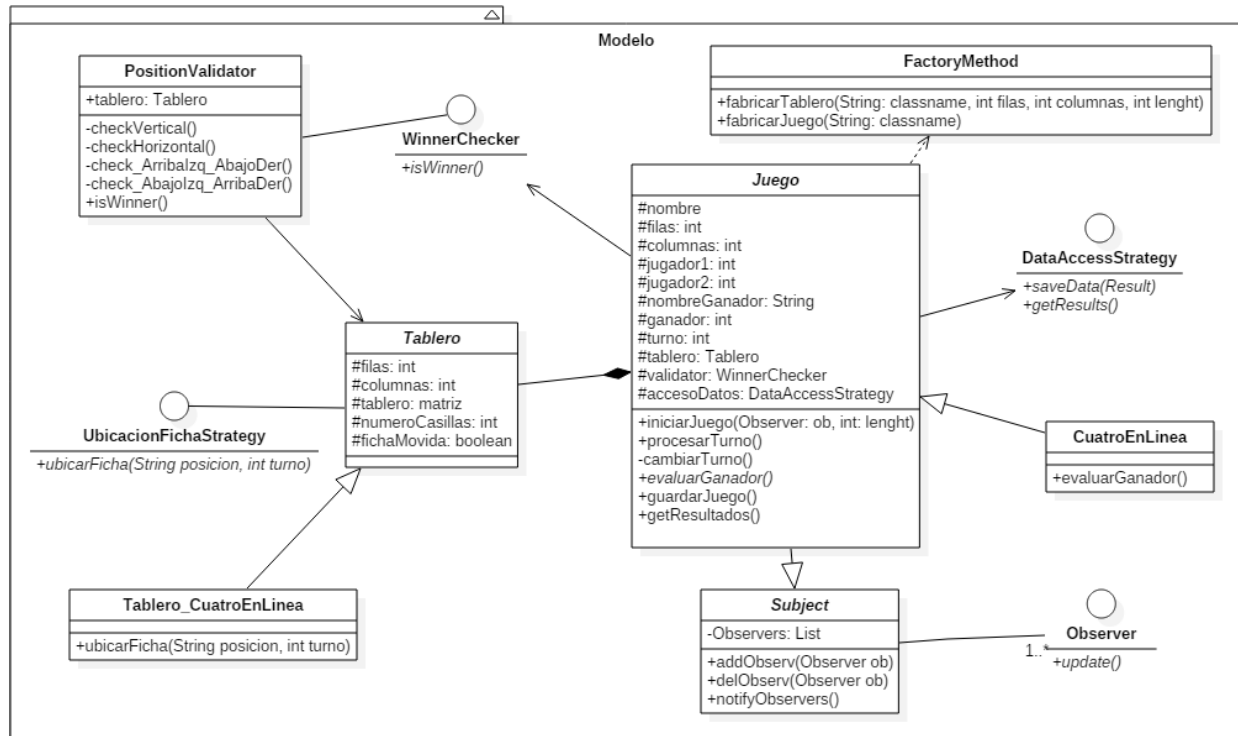 Modelo
PositionValidator
+tablero: Tablero
-checkVertical()
-checkHorizontal()
-check_ArribaIzq_AbajoDer()
-check_AbajoIzq_ArribaDer()
+isWinner()
WinnerChecker
+isWinner()
FactoryMethod
+fabricarTablero(String: classname, int filas, int columnas, int lenght)
+fabricarJuego(String: classname)
Juego
#nombre
#filas: int
#columnas: int
#jugador1: int
#jugador2: int
#nombreGanador: String
#ganador: int
#turno: int
#tablero: Tablero
#validator: WinnerChecker
#accesoDatos: DataAccessStrategy
+iniciarJuego(Observer: ob, int: lenght)
+procesarTurno()
-cambiarTurno()
+evaluarGanador()
+guardarJuego()
+getResultados()
DataAccessStrategy
+saveData(Result)
+getResults()
Tablero
#filas: int
#columnas: int
#tablero: matriz
#numeroCasillas: int
#fichaMovida: boolean
UbicacionFichaStrategy
+ubicarFicha(String posicion, int turno)
CuatroEnLinea
+evaluarGanador()
Tablero_CuatroEnLinea
+ubicarFicha(String posicion, int turno)
Subject
-Observers: List
+addObserv(Observer ob)
+delObserv(Observer ob)
+notifyObservers()
1..*
Observer
+update()